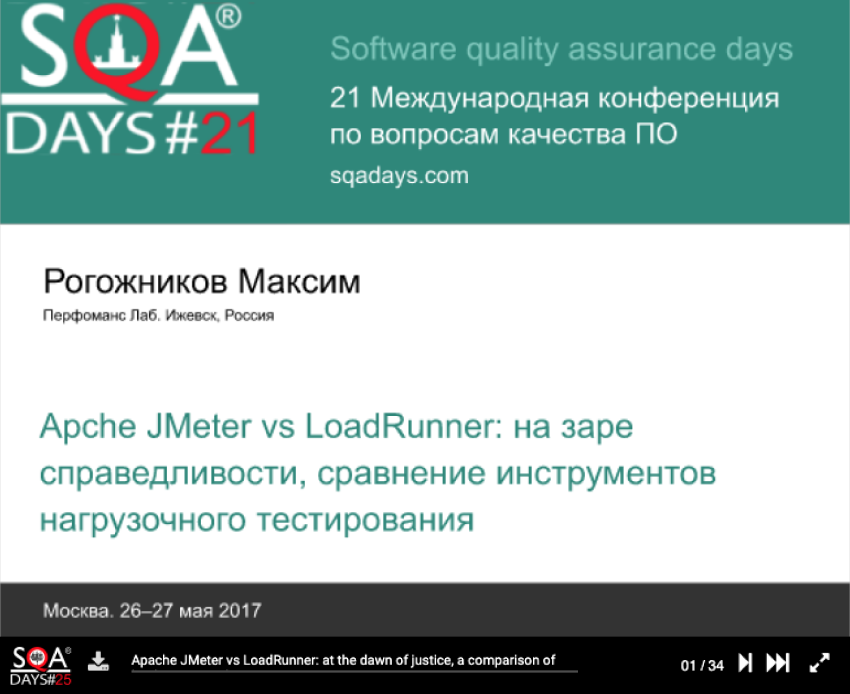 SQA®
DAYS#21
Software quality assurance days
21 Международная конференция
по вопросам качества ПО
sqadays.com
Рогожников Максим
Перфоманс Лаб. Ижевск, Россия
Apche JMeter vs LoadRunner: на заре
справедливости, сравнение инструментов
нагрузочного тестирования
Москва. 26–27 мая 2017
SQA®
DAYS#25
Apache JMeter vs LoadRunner: at the dawn of justice, a comparison of
01 / 34